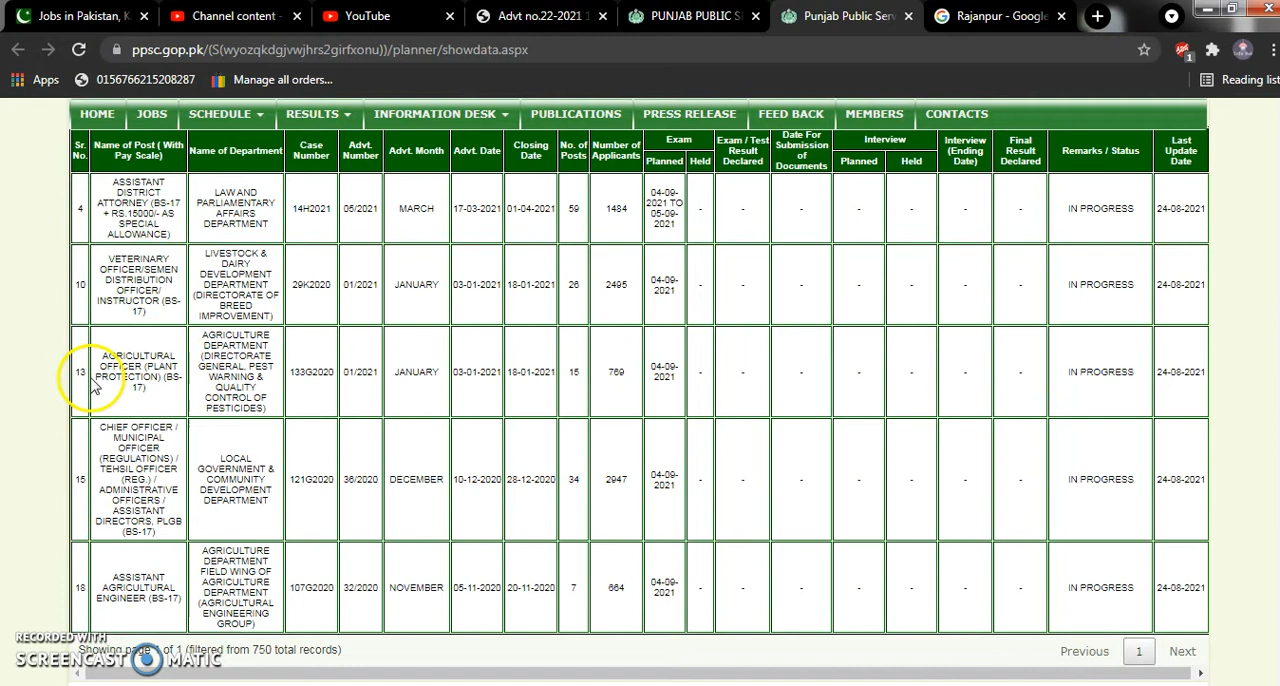 Jobs in Pakistan, K
Channel content -
YouTube
Advt no.22-2021 1
PUNJAB PUBLIC S
Punjab Public Serv
Rajanpur - Google
ppsc.gop.pk/(S(wyozqkdgjvwjhrs2girfxonu))/planner/showdata.aspx
1
Apps
0156766215208287
Manage all orders...
Reading list
HOME JOBS SCHEDULE RESULTS INFORMATION DESK PUBLICATIONS PRESS RELEASE FEED BACK MEMBERS CONTACTS
Sr. No.
Name of Post ( With Pay Scale)
Name of Department
Case Number
Advt. Number
Advt. Month
Advt. Date
Closing Date
No. of Posts
Number of Applicants
Exam
Planned
Held
Exam / Test Result Declared
Date For Submission of Documents
Interview
Planned
Held
Interview (Ending Date)
Final Result Declared
Remarks / Status
Last Update Date
4
ASSISTANT
DISTRICT
ATTORNEY (BS-17
+ RS.15000/- AS
SPECIAL
ALLOWANCE)
LAW AND
PARLIAMENTARY
AFFAIRS
DEPARTMENT
14H2021
05/2021
MARCH
17-03-2021
01-04-2021
59
1484
04-09-
2021 TO
05-09-
2021
- - - - - - -
IN PROGRESS
24-08-2021
10
VETERINARY
OFFICER/SEMEN
DISTRIBUTION
OFFICER/
INSTRUCTOR (BS-
17)
LIVESTOCK &
DAIRY
DEVELOPMENT
DEPARTMENT
(DIRECTORATE OF
BREED
IMPROVEMENT)
29K2020
01/2021
JANUARY
03-01-2021
18-01-2021
26
2495
04-09-
2021
- - - - - - -
IN PROGRESS
24-08-2021
13
AGRICULTURAL
OFFICER (PLANT
PROTECTION) (BS-
17)
AGRICULTURE
DEPARTMENT
(DIRECTORATE
GENERAL, PEST
WARNING &
QUALITY
CONTROL OF
PESTICIDES)
133G2020
01/2021
JANUARY
03-01-2021
18-01-2021
15
769
04-09-
2021
- - - - - - -
IN PROGRESS
24-08-2021
15
CHIEF OFFICER /
MUNICIPAL
OFFICER
(REGULATIONS) /
TEHSIL OFFICER
(REG.) /
ADMINISTRATIVE
OFFICERS /
ASSISTANT
DIRECTORS, PLGB
(BS-17)
LOCAL
GOVERNMENT &
COMMUNITY
DEVELOPMENT
DEPARTMENT
121G2020
36/2020
DECEMBER
10-12-2020
28-12-2020
34
2947
04-09-
2021
- - - - - - -
IN PROGRESS
24-08-2021
18
ASSISTANT
AGRICULTURAL
ENGINEER (BS-17)
AGRICULTURE
DEPARTMENT
FIELD WING OF
AGRICULTURE
DEPARTMENT
(AGRICULTURAL
ENGINEERING
GROUP)
107G2020
32/2020
NOVEMBER
05-11-2020
20-11-2020
7
664
04-09-
2021
- - - - - - -
IN PROGRESS
24-08-2021
Showing page 1 of 1 (filtered from 750 total records)
Previous 1 Next
RECORDED WITH
SCREENCAST MATIC